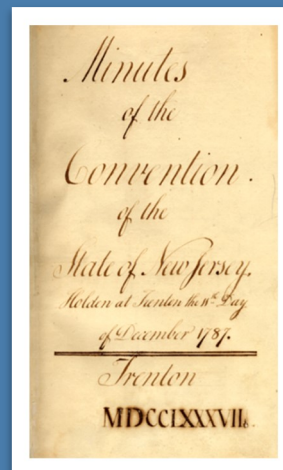 Minutes
of the
Convention.
of the
State of New Jersey.
Holden at Trenton the 11th Day
of December 1787.
Trenton
MDCCLXXXVII.